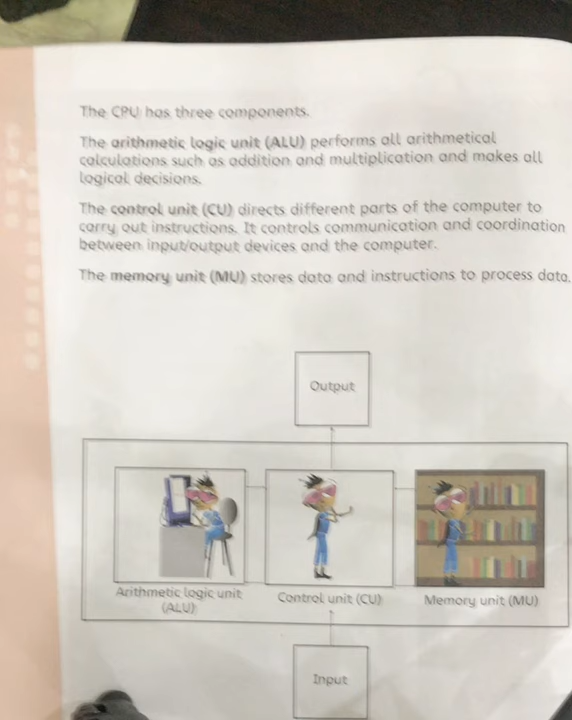 The CPU has three components.
The arithmetic logic unit (ALU) performs all arithmetical
calculations such as addition and multiplication and makes all
logical decisions.
The control unit (CU) directs different parts of the computer to
carry out instructions. It controls communication and coordination
between input/output devices and the computer.
The memory unit (MU) stores data and instructions to process data.
Output
Arithmetic logic unit
(ALU)
Control unit (CU)
Memory unit (MU)
Input